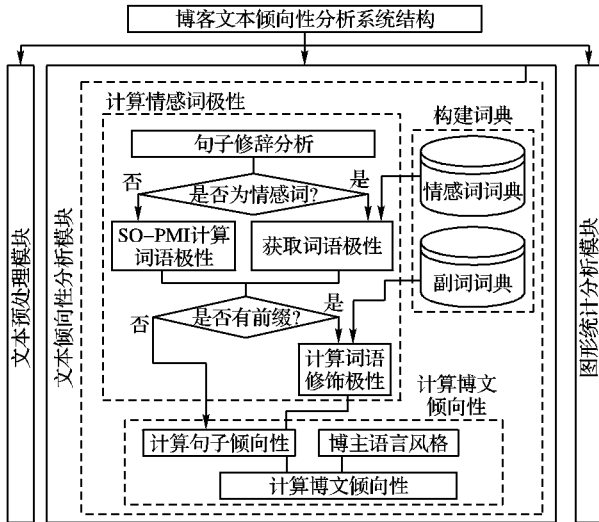 博客文本倾向性分析系统结构
文本预处理模块
文本倾向性分析模块
计算情感词极性
句子修辞分析
否
是否为情感词?
是
SO-PMI计算
词语极性
获取词语极性
否
是否有前缀?
是
计算词语
修饰极性
构建词典
情感词词典
副词词典
计算博文
倾向性
计算句子倾向性
博主语言风格
计算博文倾向性
图形统计分析模块